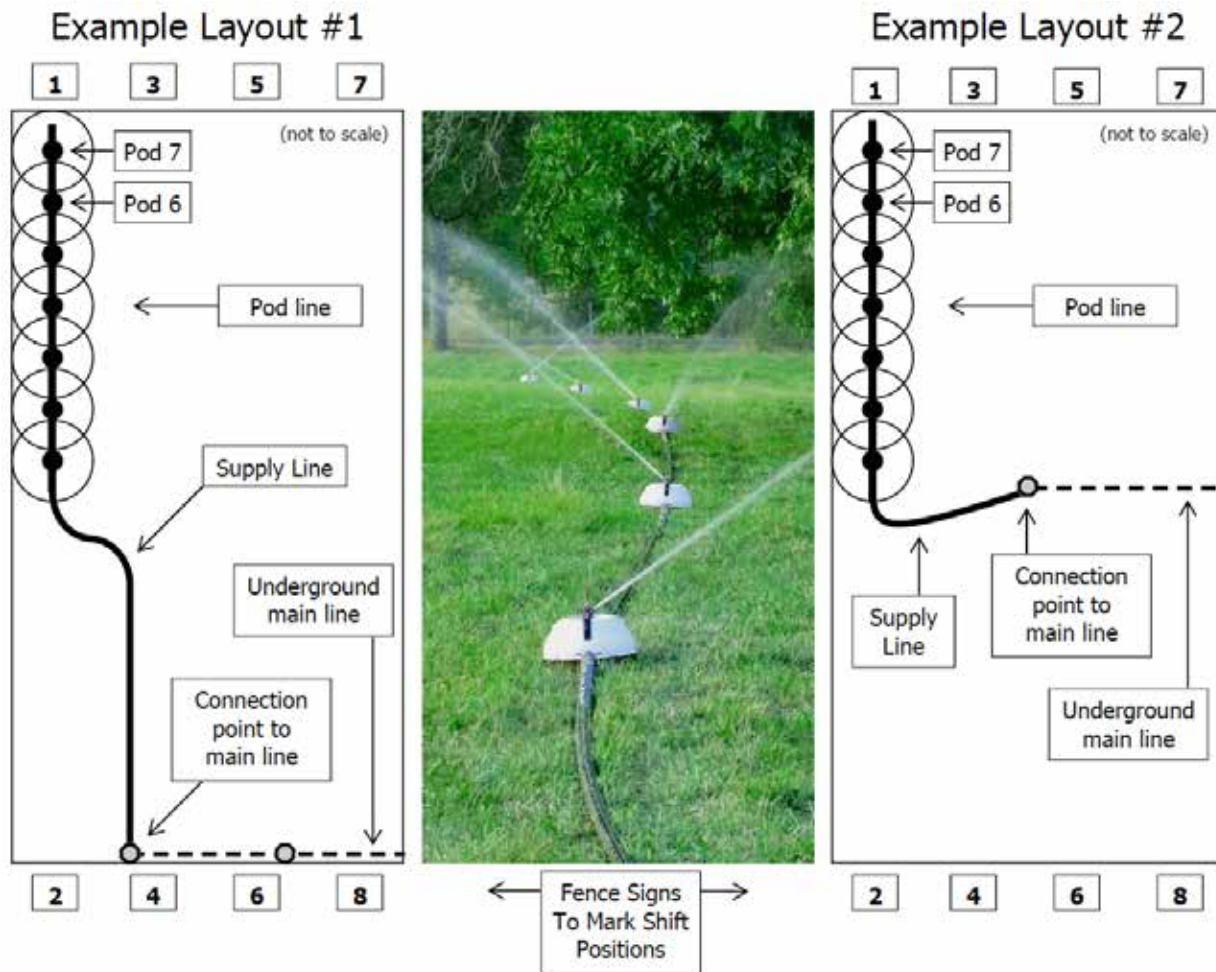 Example Layout #1
1 3 5 7
(not to scale)
Pod 7
Pod 6
Pod line
Supply Line
Underground
main line
Connection
point to
main line
2 4 6 8
Fence Signs
To Mark Shift
Positions
Example Layout #2
1 3 5 7
(not to scale)
Pod 7
Pod 6
Pod line
Supply
Line
Connection
point to
main line
Underground
main line
2 4 6 8